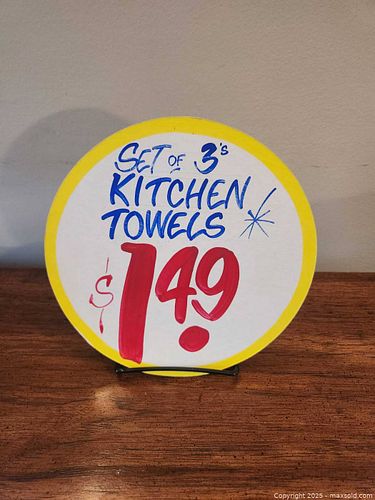 SET OF 3's
KITCHEN
TOWELS
$1.49
Copyright 2025 - maxsold.com